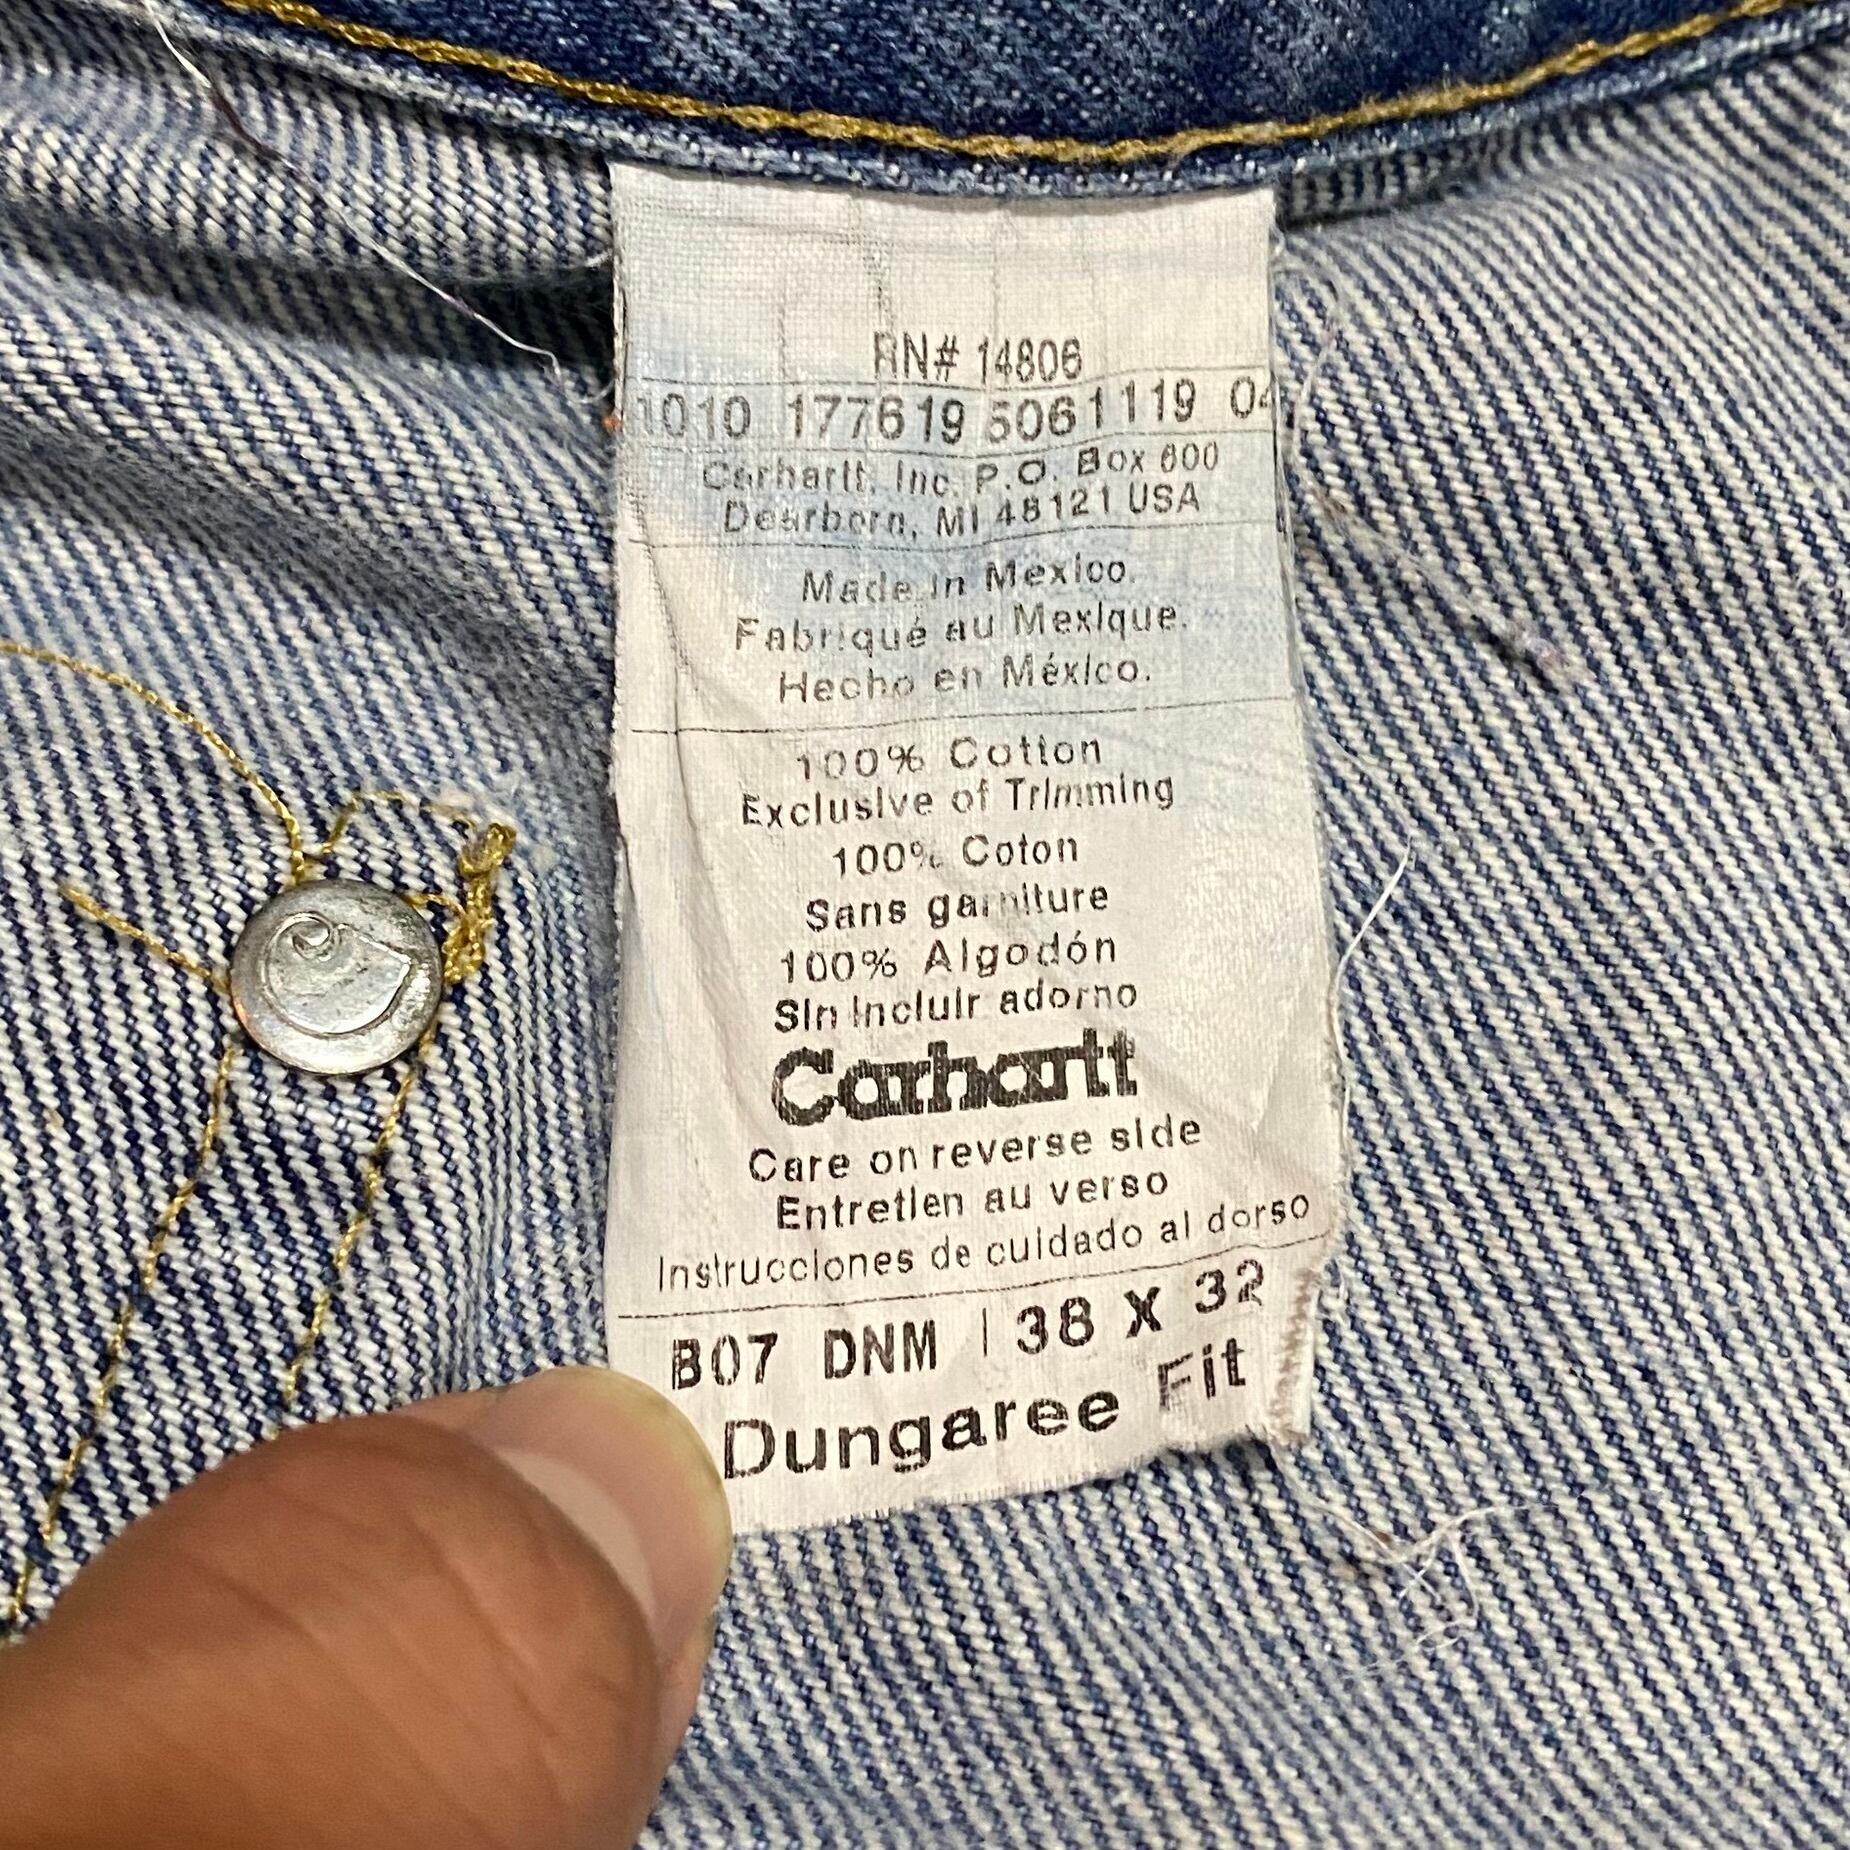 RN# 14806
1010 177619 5061119 04
Carhartt, Inc. P.O. Box 600
Dearborn, MI 48121 USA
Made in Mexico.
Fabriqué au Mexique.
Hecho en México.
100% Cotton
Exclusive of Trimming
100% Coton
Sans garniture
100% Algodón
Sin incluir adorno
Carhartt
Care on reverse side
Entretien au verso
Instrucciones de cuidado al dorso
B07 DNM | 38 X 32
Dungaree Fit